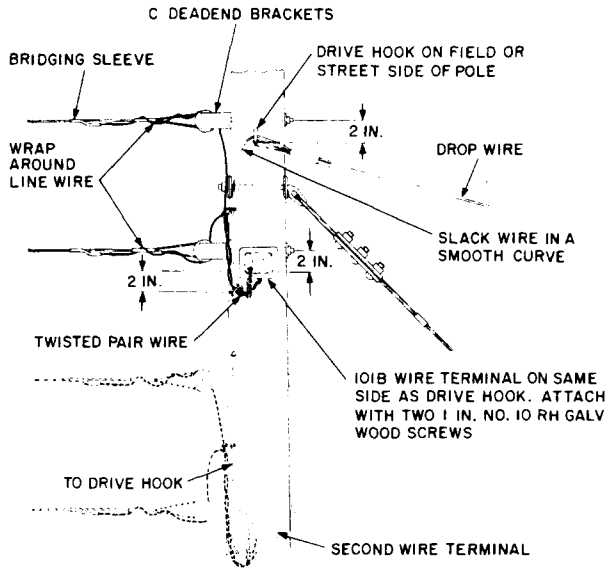 C DEADEND BRACKETS
BRIDGING SLEEVE
DRIVE HOOK ON FIELD OR
STREET SIDE OF POLE
2 IN.
WRAP
AROUND
LINE WIRE
DROP WIRE
SLACK WIRE IN A
SMOOTH CURVE
2 IN.
2 IN.
TWISTED PAIR WIRE
101B WIRE TERMINAL ON SAME
SIDE AS DRIVE HOOK. ATTACH
WITH TWO 1 IN. NO. 10 RH GALV
WOOD SCREWS
TO DRIVE HOOK
SECOND WIRE TERMINAL